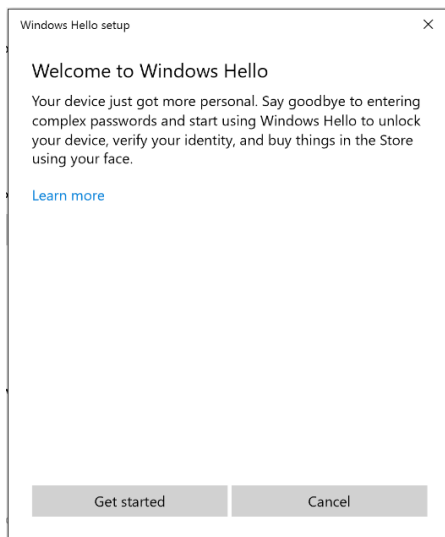 Windows Hello setup
Welcome to Windows Hello
Your device just got more personal. Say goodbye to entering
complex passwords and start using Windows Hello to unlock
your device, verify your identity, and buy things in the Store
using your face.
Learn more
Get started
Cancel